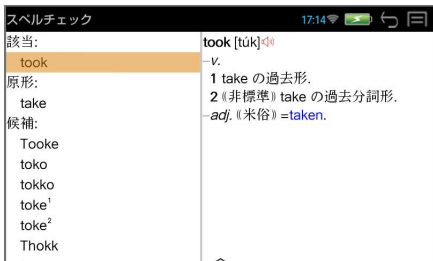 スペルチェック 17:14
該当:
took
原形:
take
候補:
Tooke
toko
tokko
toke¹
toke²
Thokk
took [túk]
–v.
1 take の過去形.
2 ⦅非標準⦆ take の過去分詞形.
–adj. ⦅米俗⦆ =taken.